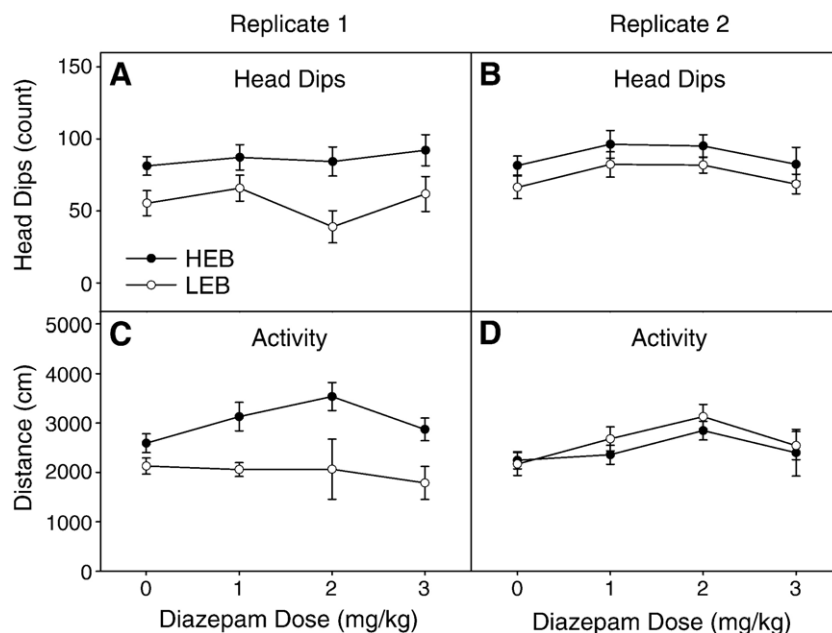 Replicate 1
Replicate 2
A
Head Dips
B
Head Dips
Head Dips (count)
150
100
50
0
HEB
LEB
C
Activity
D
Activity
Distance (cm)
5000
4000
3000
2000
1000
0
0 1 2 3
0 1 2 3
Diazepam Dose (mg/kg)
Diazepam Dose (mg/kg)